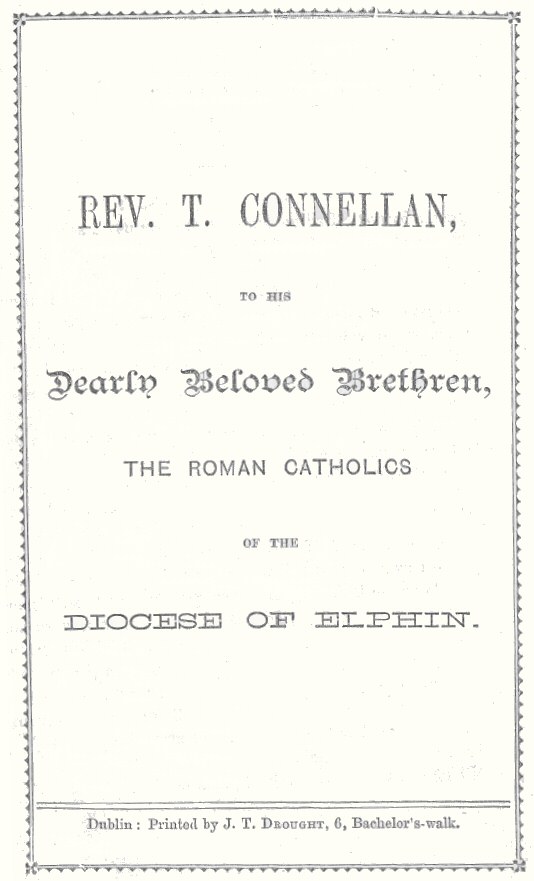 REV. T. CONNELLAN,
TO HIS
Dearly Beloved Brethren,
THE ROMAN CATHOLICS
OF THE
DIOCESE OF ELPHIN.
Dublin: Printed by J. T. DROUGHT, 6, Bachelor's-walk.